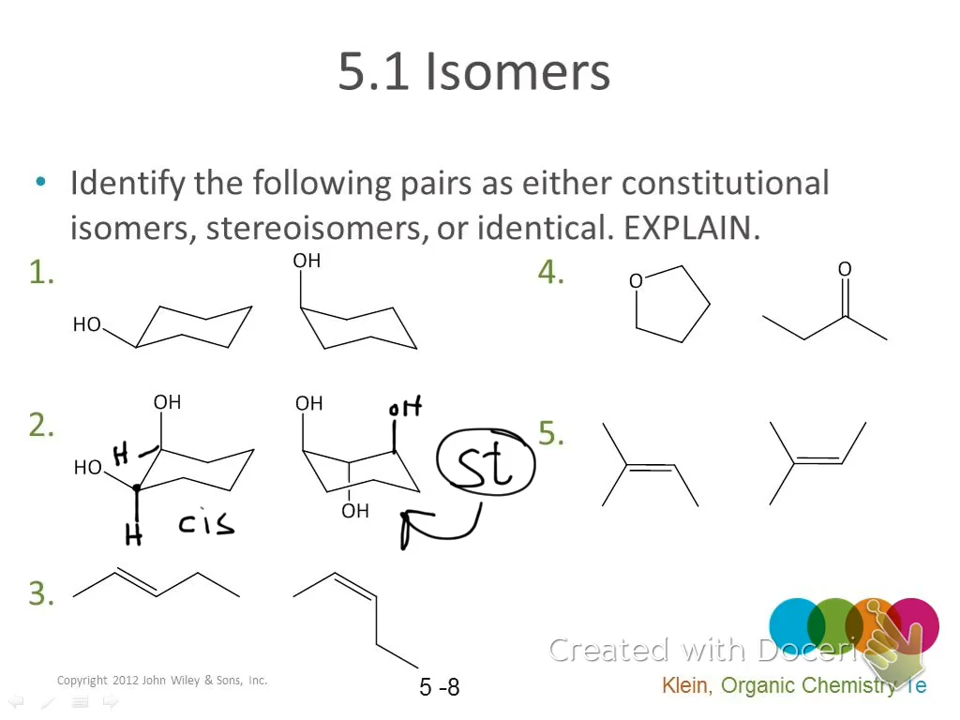 5.1 Isomers
• Identify the following pairs as either constitutional
isomers, stereoisomers, or identical. EXPLAIN.
1.
HO
OH
4.
O
O
2.
OH
H
HO
H
cis
OH
OH
OH
st
5.
3.
Created with Doceri
Copyright 2012 John Wiley & Sons, Inc.
5 -8
Klein, Organic Chemistry 1e